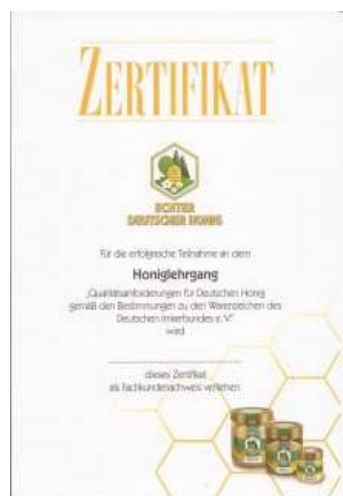 ZERTIFIKAT
ECHTER
DEUTSCHER HONIG
Für die erfolgreiche Teilnahme an dem
Honiglehrgang
„Qualitätsanforderungen für Deutschen Honig
gemäß den Bestimmungen zu den Warenzeichen des
Deutschen Imkerbundes e. V."
wird
dieses Zertifikat
als Fachkundenachweis verliehen